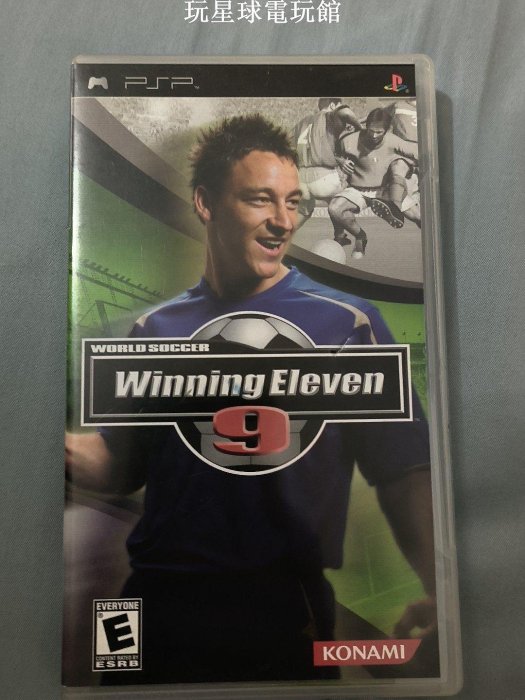 玩星球電玩館
PSP
WORLD SOCCER
Winning Eleven
9
EVERYONE
E
CONTENT RATED BY
ESRB
KONAMI